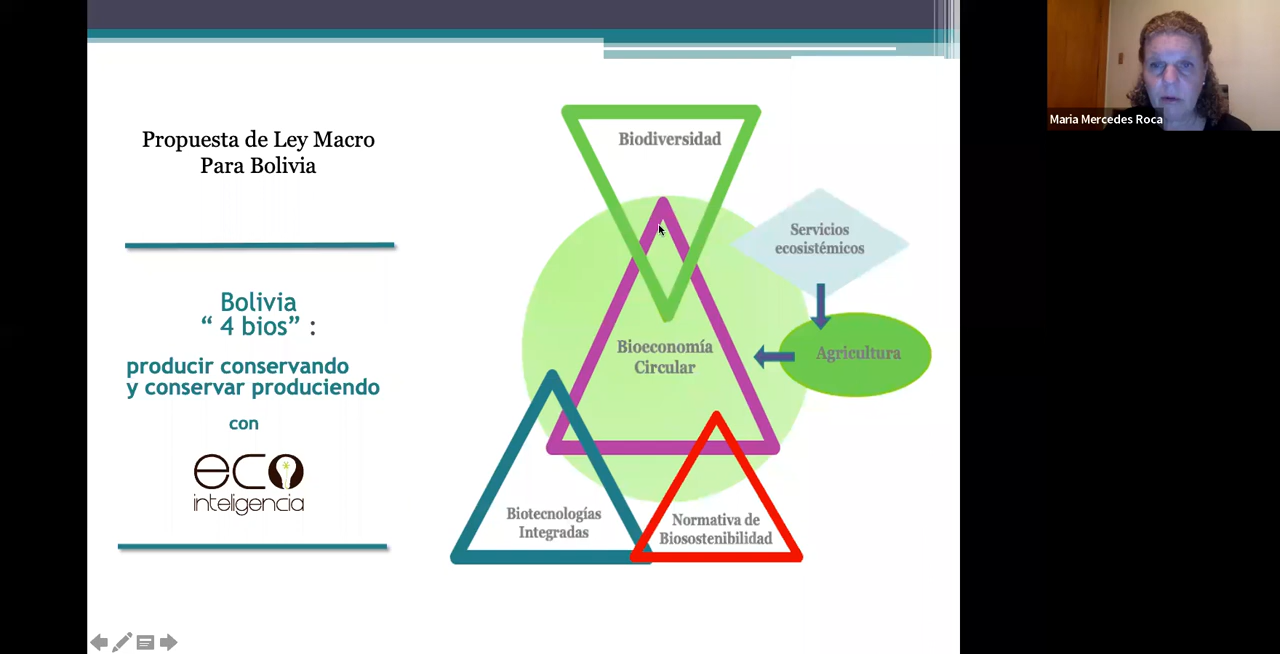 Propuesta de Ley Macro
Para Bolivia
Bolivia
“ 4 bios” :
producir conservando
y conservar produciendo
con
eco
inteligencia
Biodiversidad
Servicios
ecosistémicos
Bioeconomía
Circular
Agricultura
Biotecnologías
Integradas
Normativa de
Biosostenibilidad
Maria Mercedes Roca